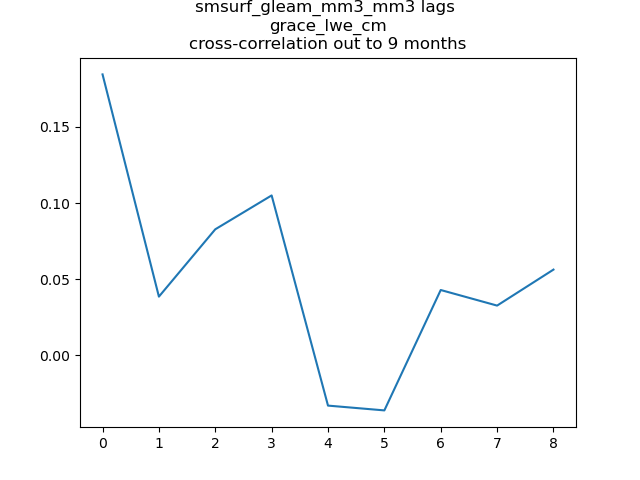 smsurf_gleam_mm3_mm3 lags
grace_lwe_cm
cross-correlation out to 9 months
0.15
0.10
0.05
0.00
0 1 2 3 4 5 6 7 8